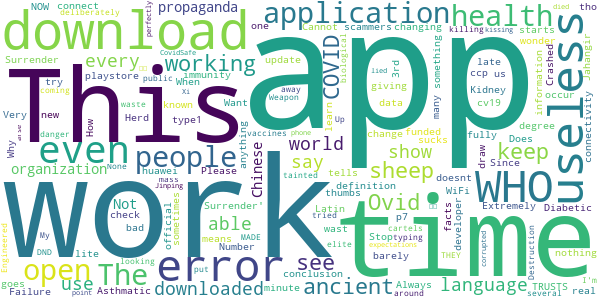 download app health
This application useless
work time
even people error WHO
The open see ancient language
deliberately connect propaganda
NOW
Surrender every working COVID
Cannot scammers changing
killing kissing
died tho
CovidSafe
playstore immunity
try something
coming When Xi lied
public away Weapon
known Want update
biological
3rd giving data
late ccp us Kidney cv19
starts wonder
information Jahangir
Crashed occur
many learn
Very new waste danger Herd type1
How
None
mass
organization huawei Please
Jinping
anything vaccines
Chinese
world say sheep
phone Up tainted
show keep
change funded sucks
fully degree
Since Does connectivity
Why Not able
check bad
Official sometimes
tells definition
thumbs Ovid
facts draw WiFi
doesnt
Extremely Diabetic
My downloaded
DND lite
means MADE
Number
looking
Surrender'
Latin
tried Stop typing
wast elite
p7
cartels barely
Always around
developer
THEY
expectations
corrupted
Destruction
nothing
TRUSTS
several I'm real
Engineered
goes use
Failure point Asthmatic
put
minute conclusion
perfectly
one